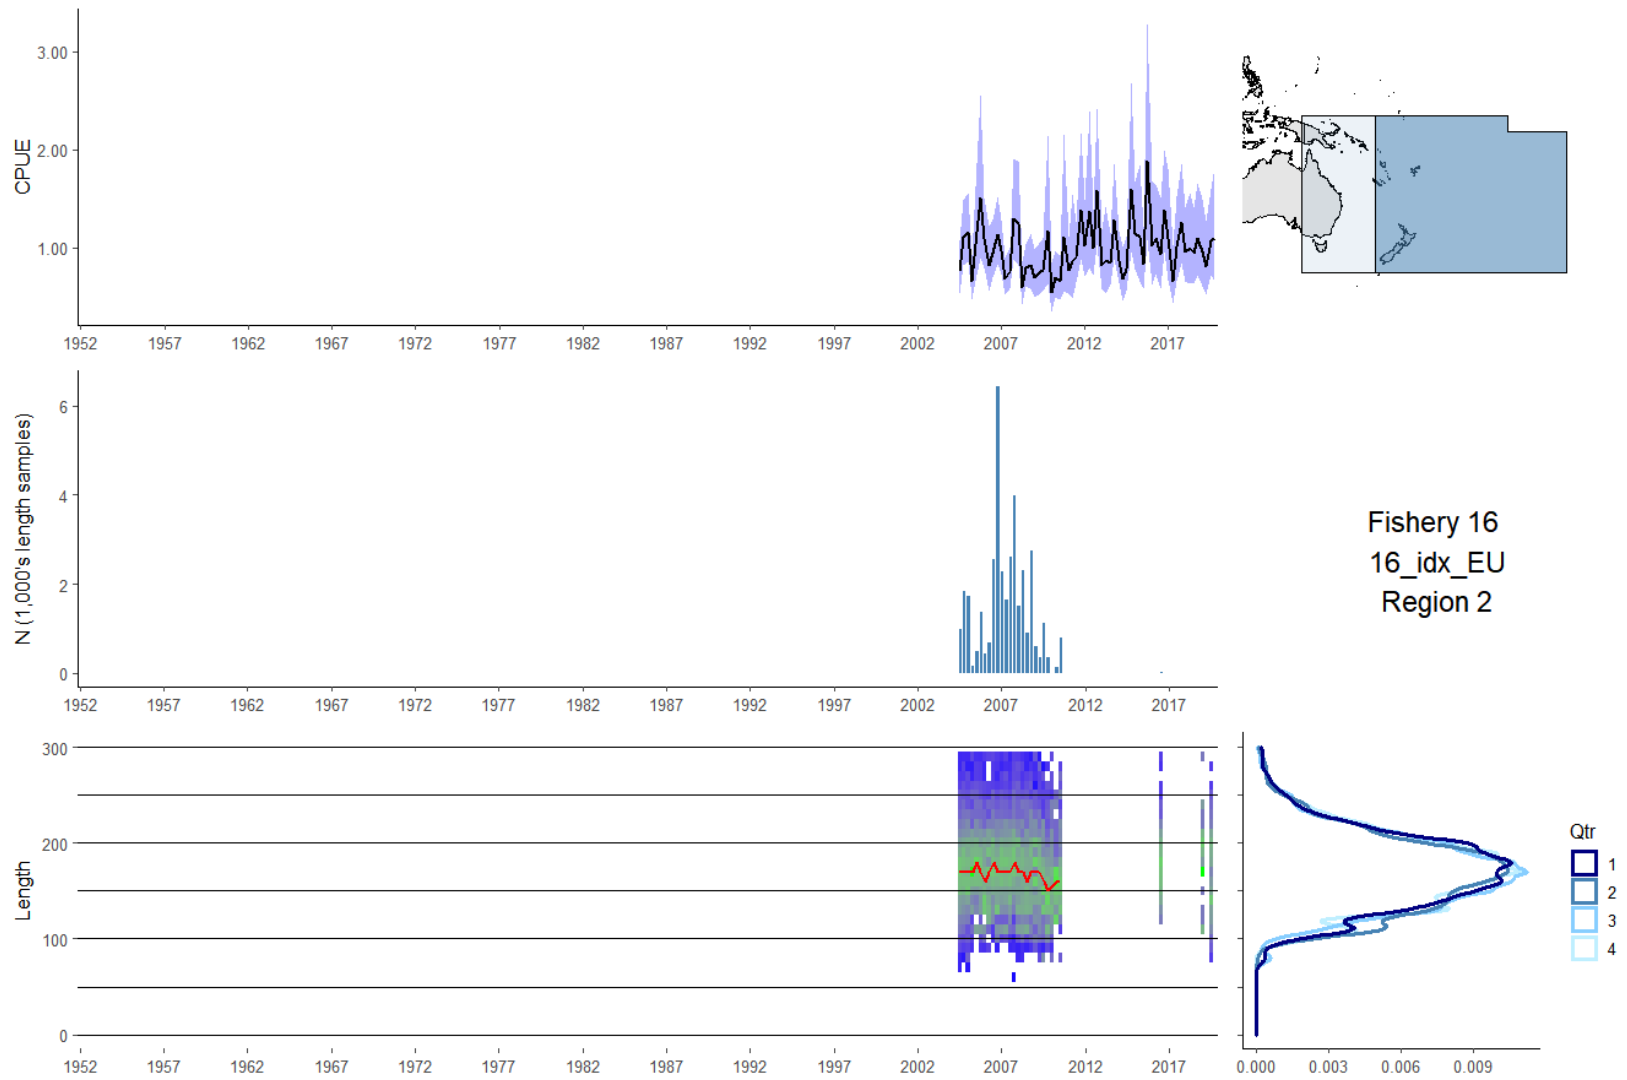 CPUE
3.00
2.00
1.00
1952 1957 1962 1967 1972 1977 1982 1987 1992 1997 2002 2007 2012 2017
N (1,000's length samples)
6
4
2
0
1952 1957 1962 1967 1972 1977 1982 1987 1992 1997 2002 2007 2012 2017
Fishery 16
16_idx_EU
Region 2
Length
300
200
100
0
1952 1957 1962 1967 1972 1977 1982 1987 1992 1997 2002 2007 2012 2017
0.000 0.003 0.006 0.009
Qtr
1
2
3
4